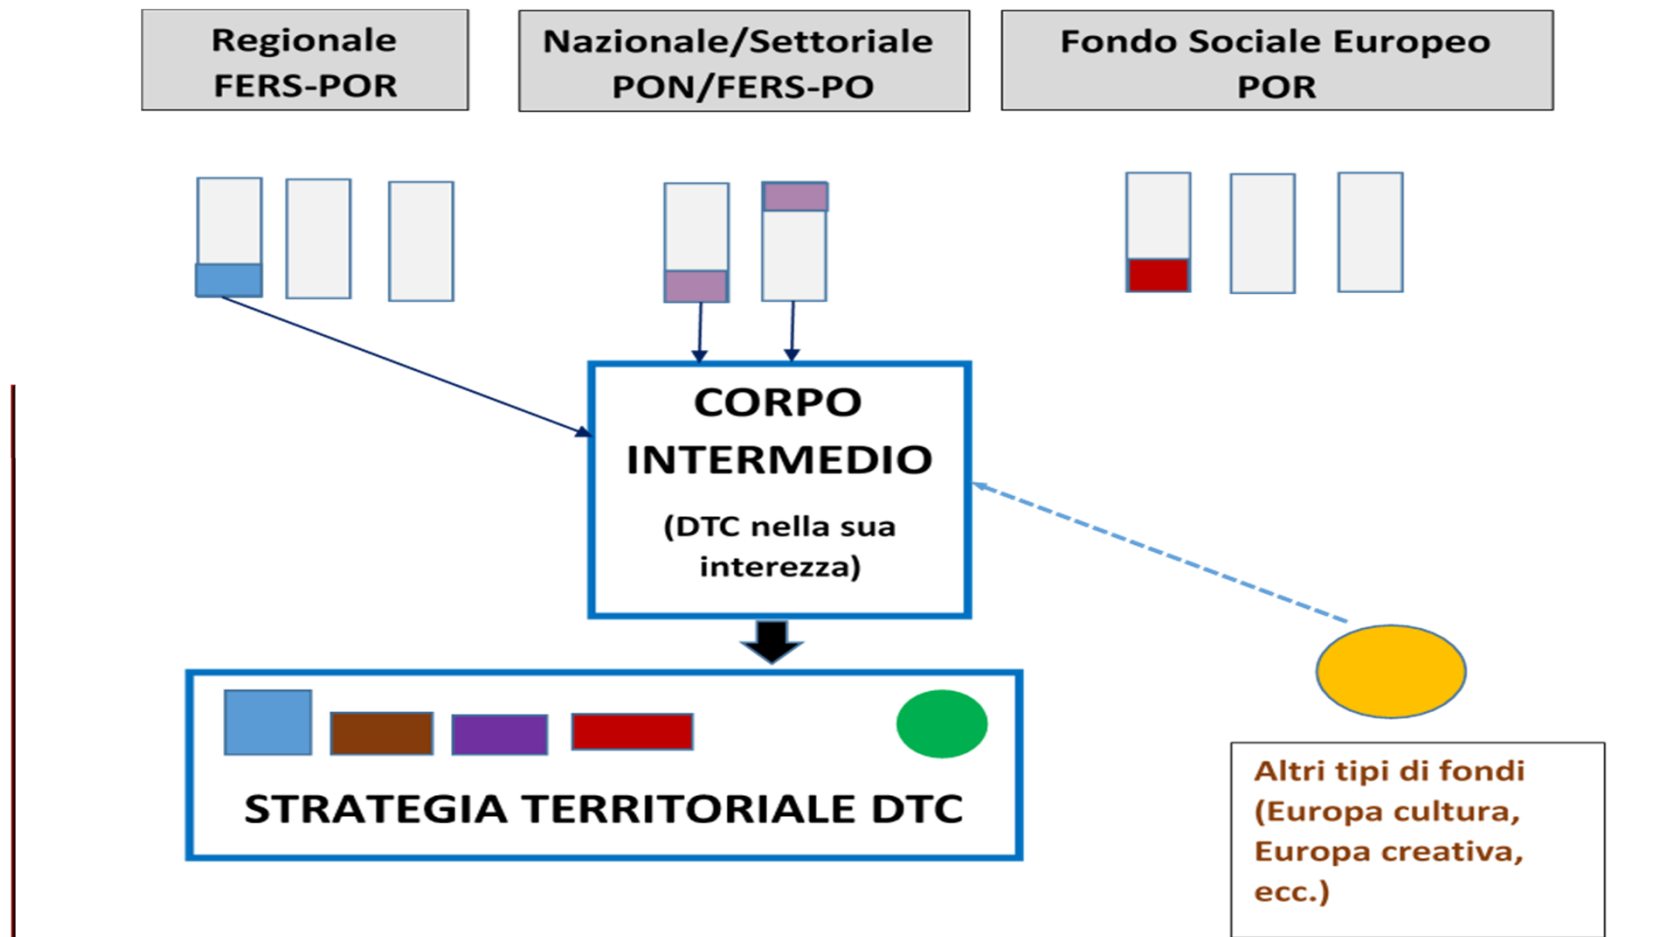 Regionale
FERS-POR
Nazionale/Settoriale
PON/FERS-PO
Fondo Sociale Europeo
POR
CORPO
INTERMEDIO
(DTC nella sua
interezza)
STRATEGIA TERRITORIALE DTC
Altri tipi di fondi
(Europa cultura,
Europa creativa,
ecc.)